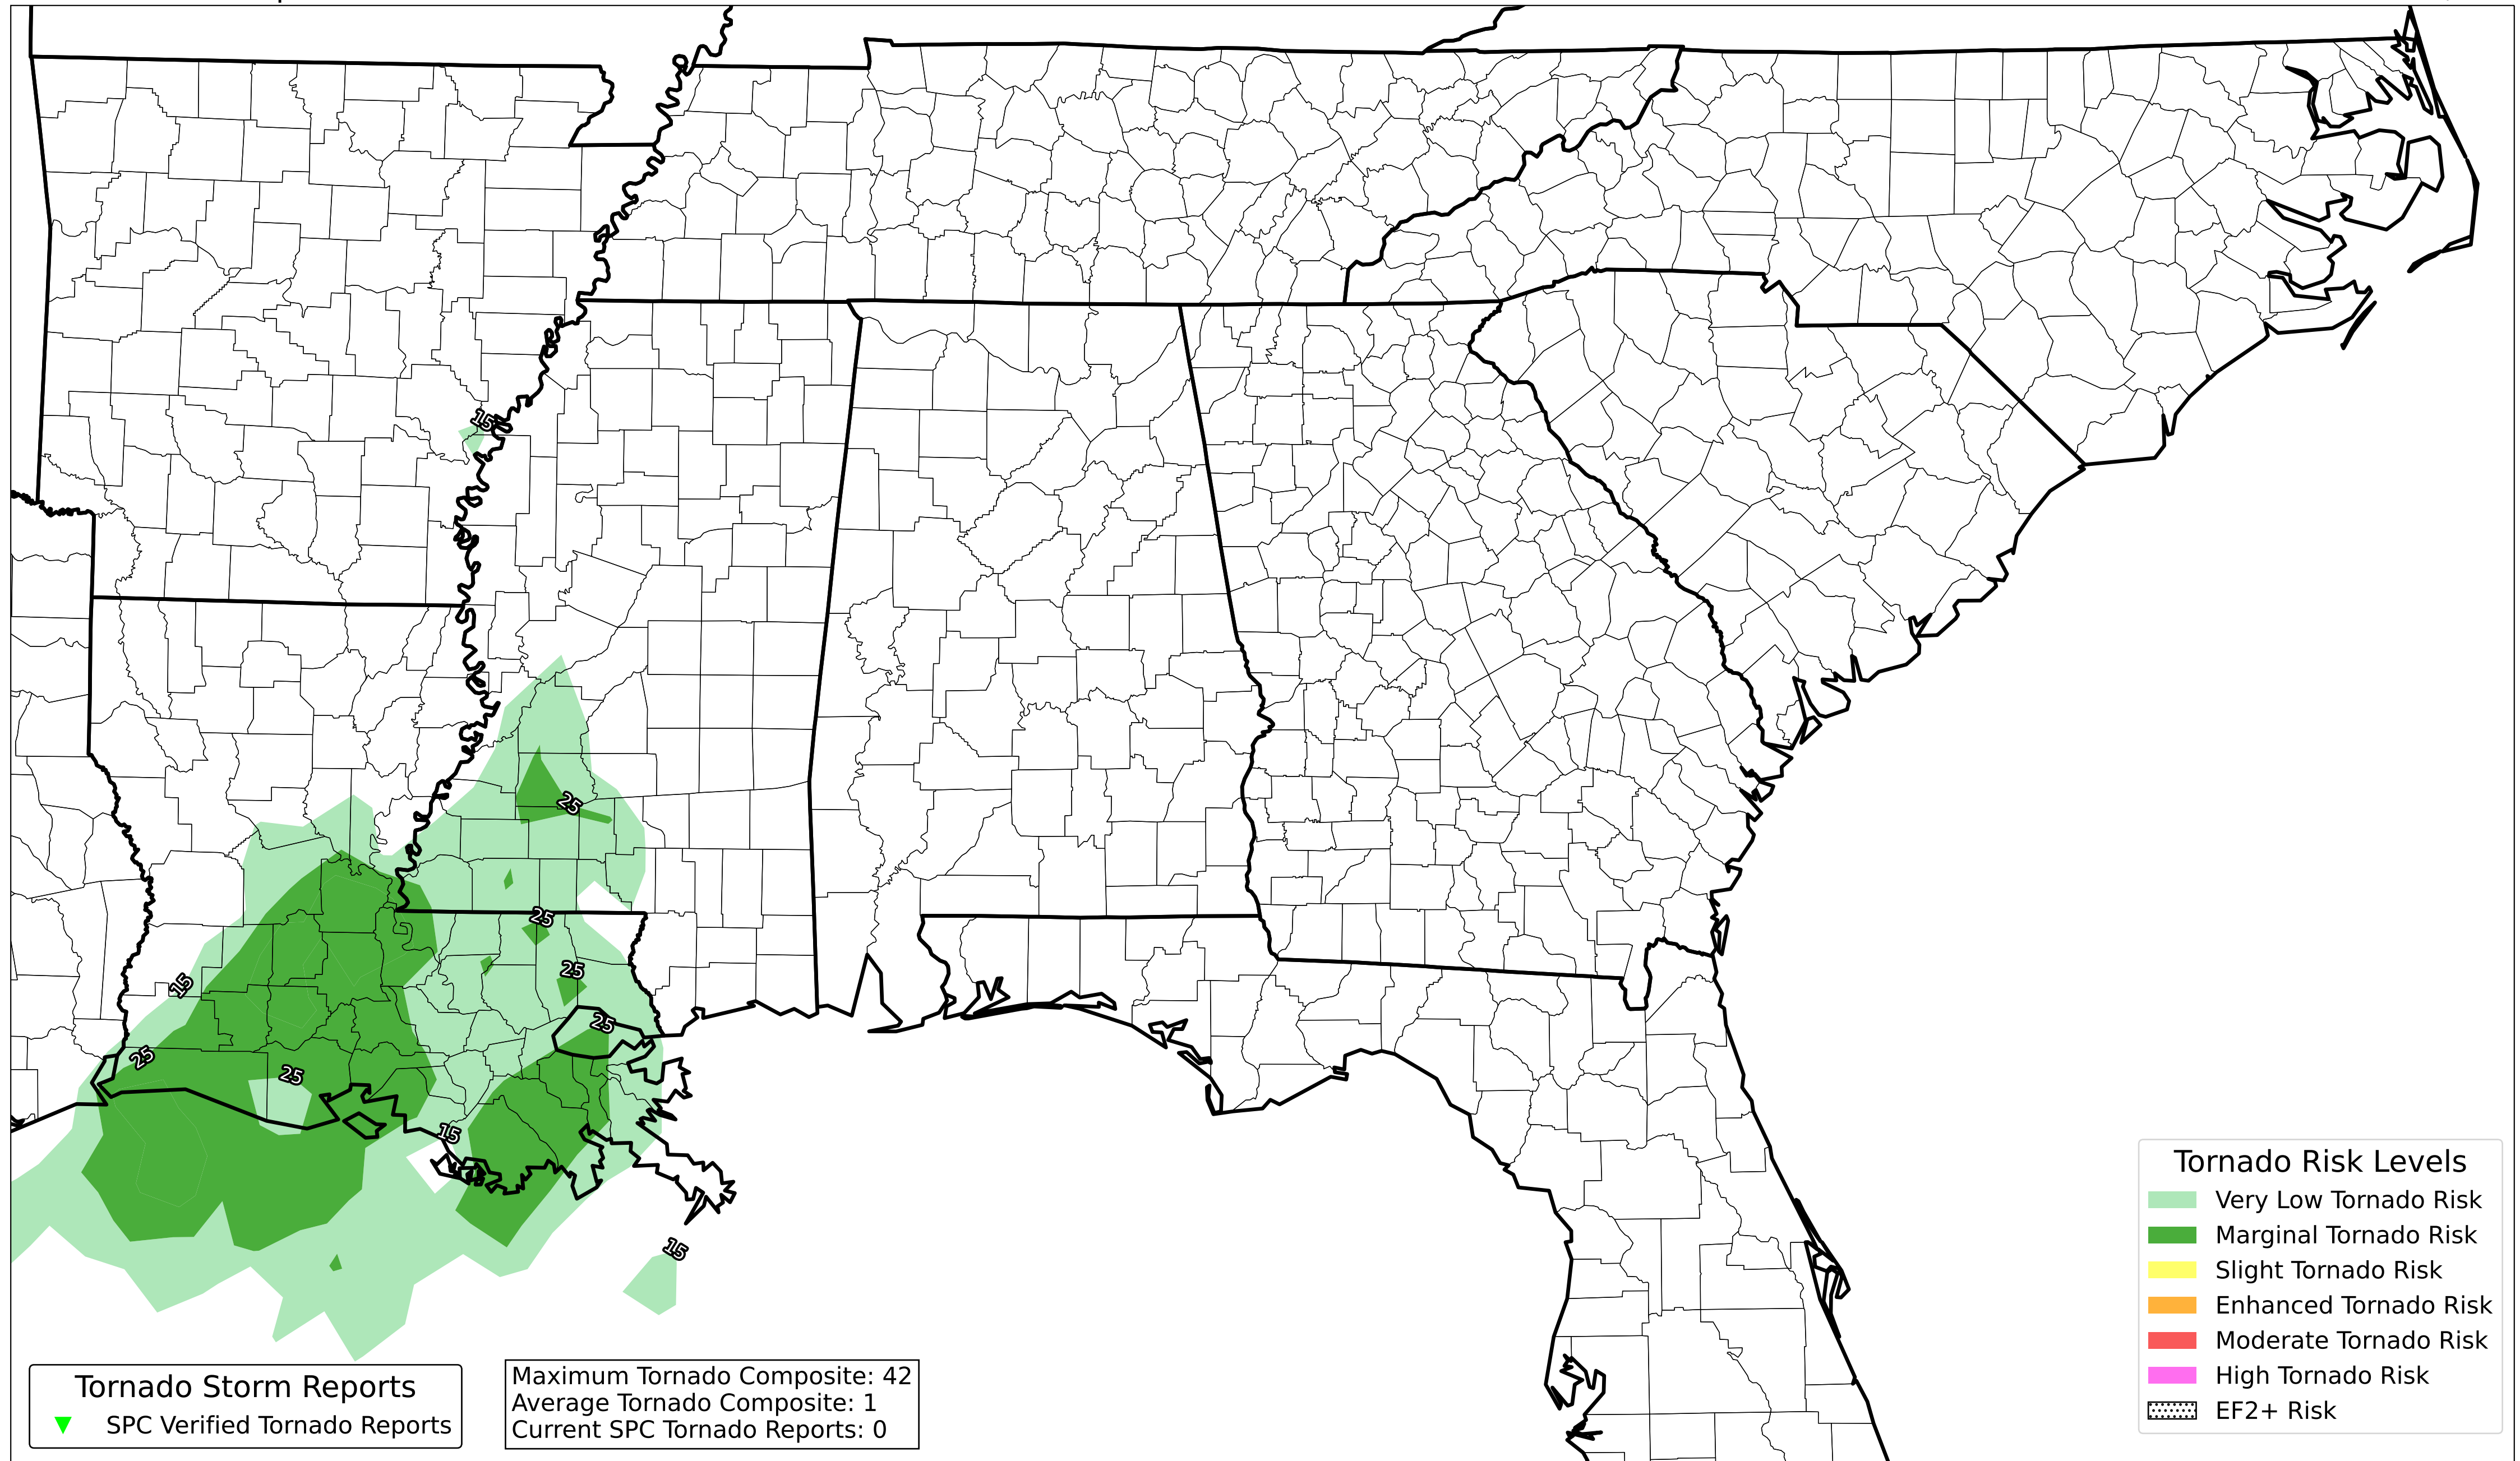 15
25
25
15
25
25
25
25
15
15
Tornado Risk Levels
Very Low Tornado Risk
Marginal Tornado Risk
Slight Tornado Risk
Enhanced Tornado Risk
Moderate Tornado Risk
High Tornado Risk
EF2+ Risk
Tornado Storm Reports
SPC Verified Tornado Reports
Maximum Tornado Composite: 42
Average Tornado Composite: 1
Current SPC Tornado Reports: 0